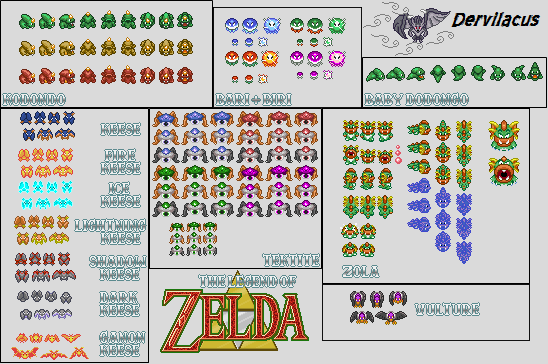 Dervilacus
KODONDO
BARI + BIRI
BABY DODONGO
KEESE
FIRE
KEESE
ICE
KEESE
LIGHTNING
KEESE
SHADOW
KEESE
DARK
KEESE
GANON
KEESE
TEKTITE
ZOLA
VULTURE
THE LEGEND OF
ZELDA